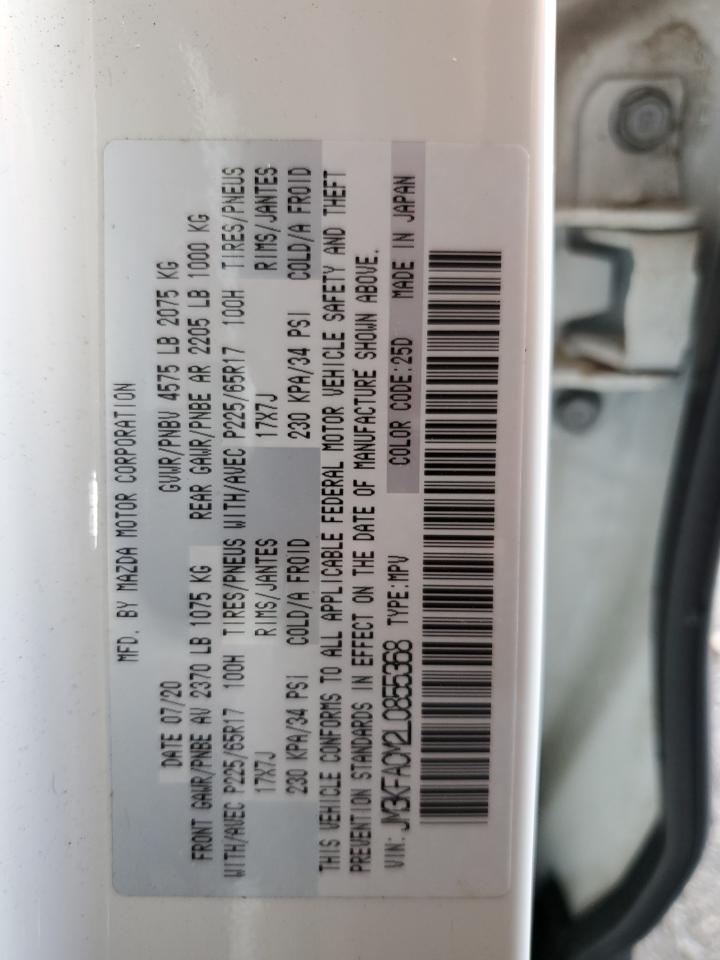 MFD. BY MAZDA MOTOR CORPORATION
DATE 07/20 GVWR/PNBV 4575 LB 2075 KG
FRONT GAWR/PNBE AV 2370 LB 1075 KG REAR GAWR/PNBE AR 2205 LB 1000 KG
WITH/AVEC P225/65R17 100H TIRES/PNEUS WITH/AVEC P225/65R17 100H TIRES/PNEUS
17X7J RIMS/JANTES 17X7J RIMS/JANTES
230 KPA/34 PSI COLD/A FROID 230 KPA/34 PSI COLD/A FROID
THIS VEHICLE CONFORMS TO ALL APPLICABLE FEDERAL MOTOR VEHICLE SAFETY AND THEFT
PREVENTION STANDARDS IN EFFECT ON THE DATE OF MANUFACTURE SHOWN ABOVE.
VIN: JM3KFACM2L0855368 TYPE:MPV COLOR CODE:25D MADE IN JAPAN